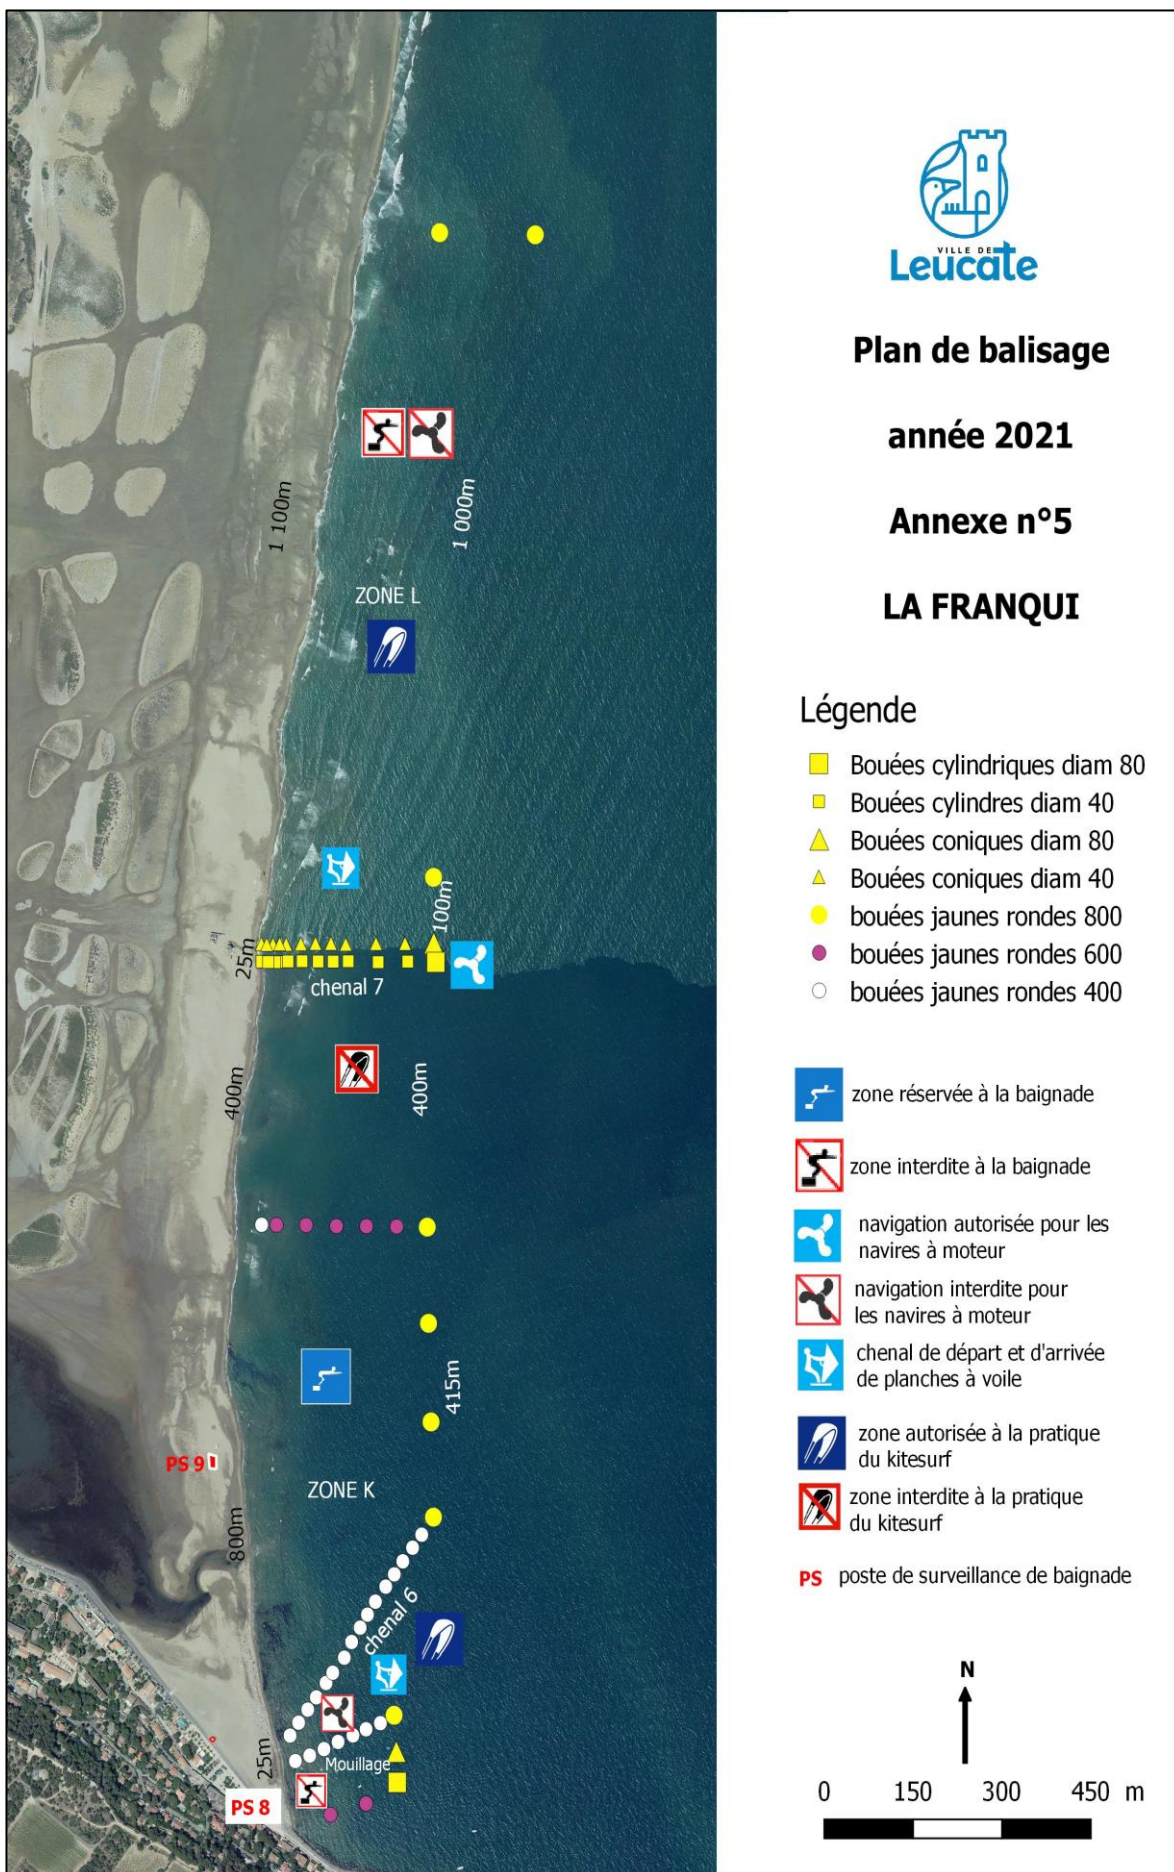 VILLE DE
Leucate
Plan de balisage
année 2021
Annexe n°5
LA FRANQUI
Légende
Bouées cylindriques diam 80
Bouées cylindres diam 40
Bouées coniques diam 80
Bouées coniques diam 40
bouées jaunes rondes 800
bouées jaunes rondes 600
bouées jaunes rondes 400
zone réservée à la baignade
zone interdite à la baignade
navigation autorisée pour les
navires à moteur
navigation interdite pour
les navires à moteur
chenal de départ et d'arrivée
de planches à voile
zone autorisée à la pratique
du kitesurf
zone interdite à la pratique
du kitesurf
PS poste de surveillance de baignade
N
0 150 300 450 m
1 100m
1 000m
ZONE L
100m
25m
chenal 7
400m
400m
415m
PS 9
ZONE K
800m
chenal 6
25m
Mouillage
PS 8